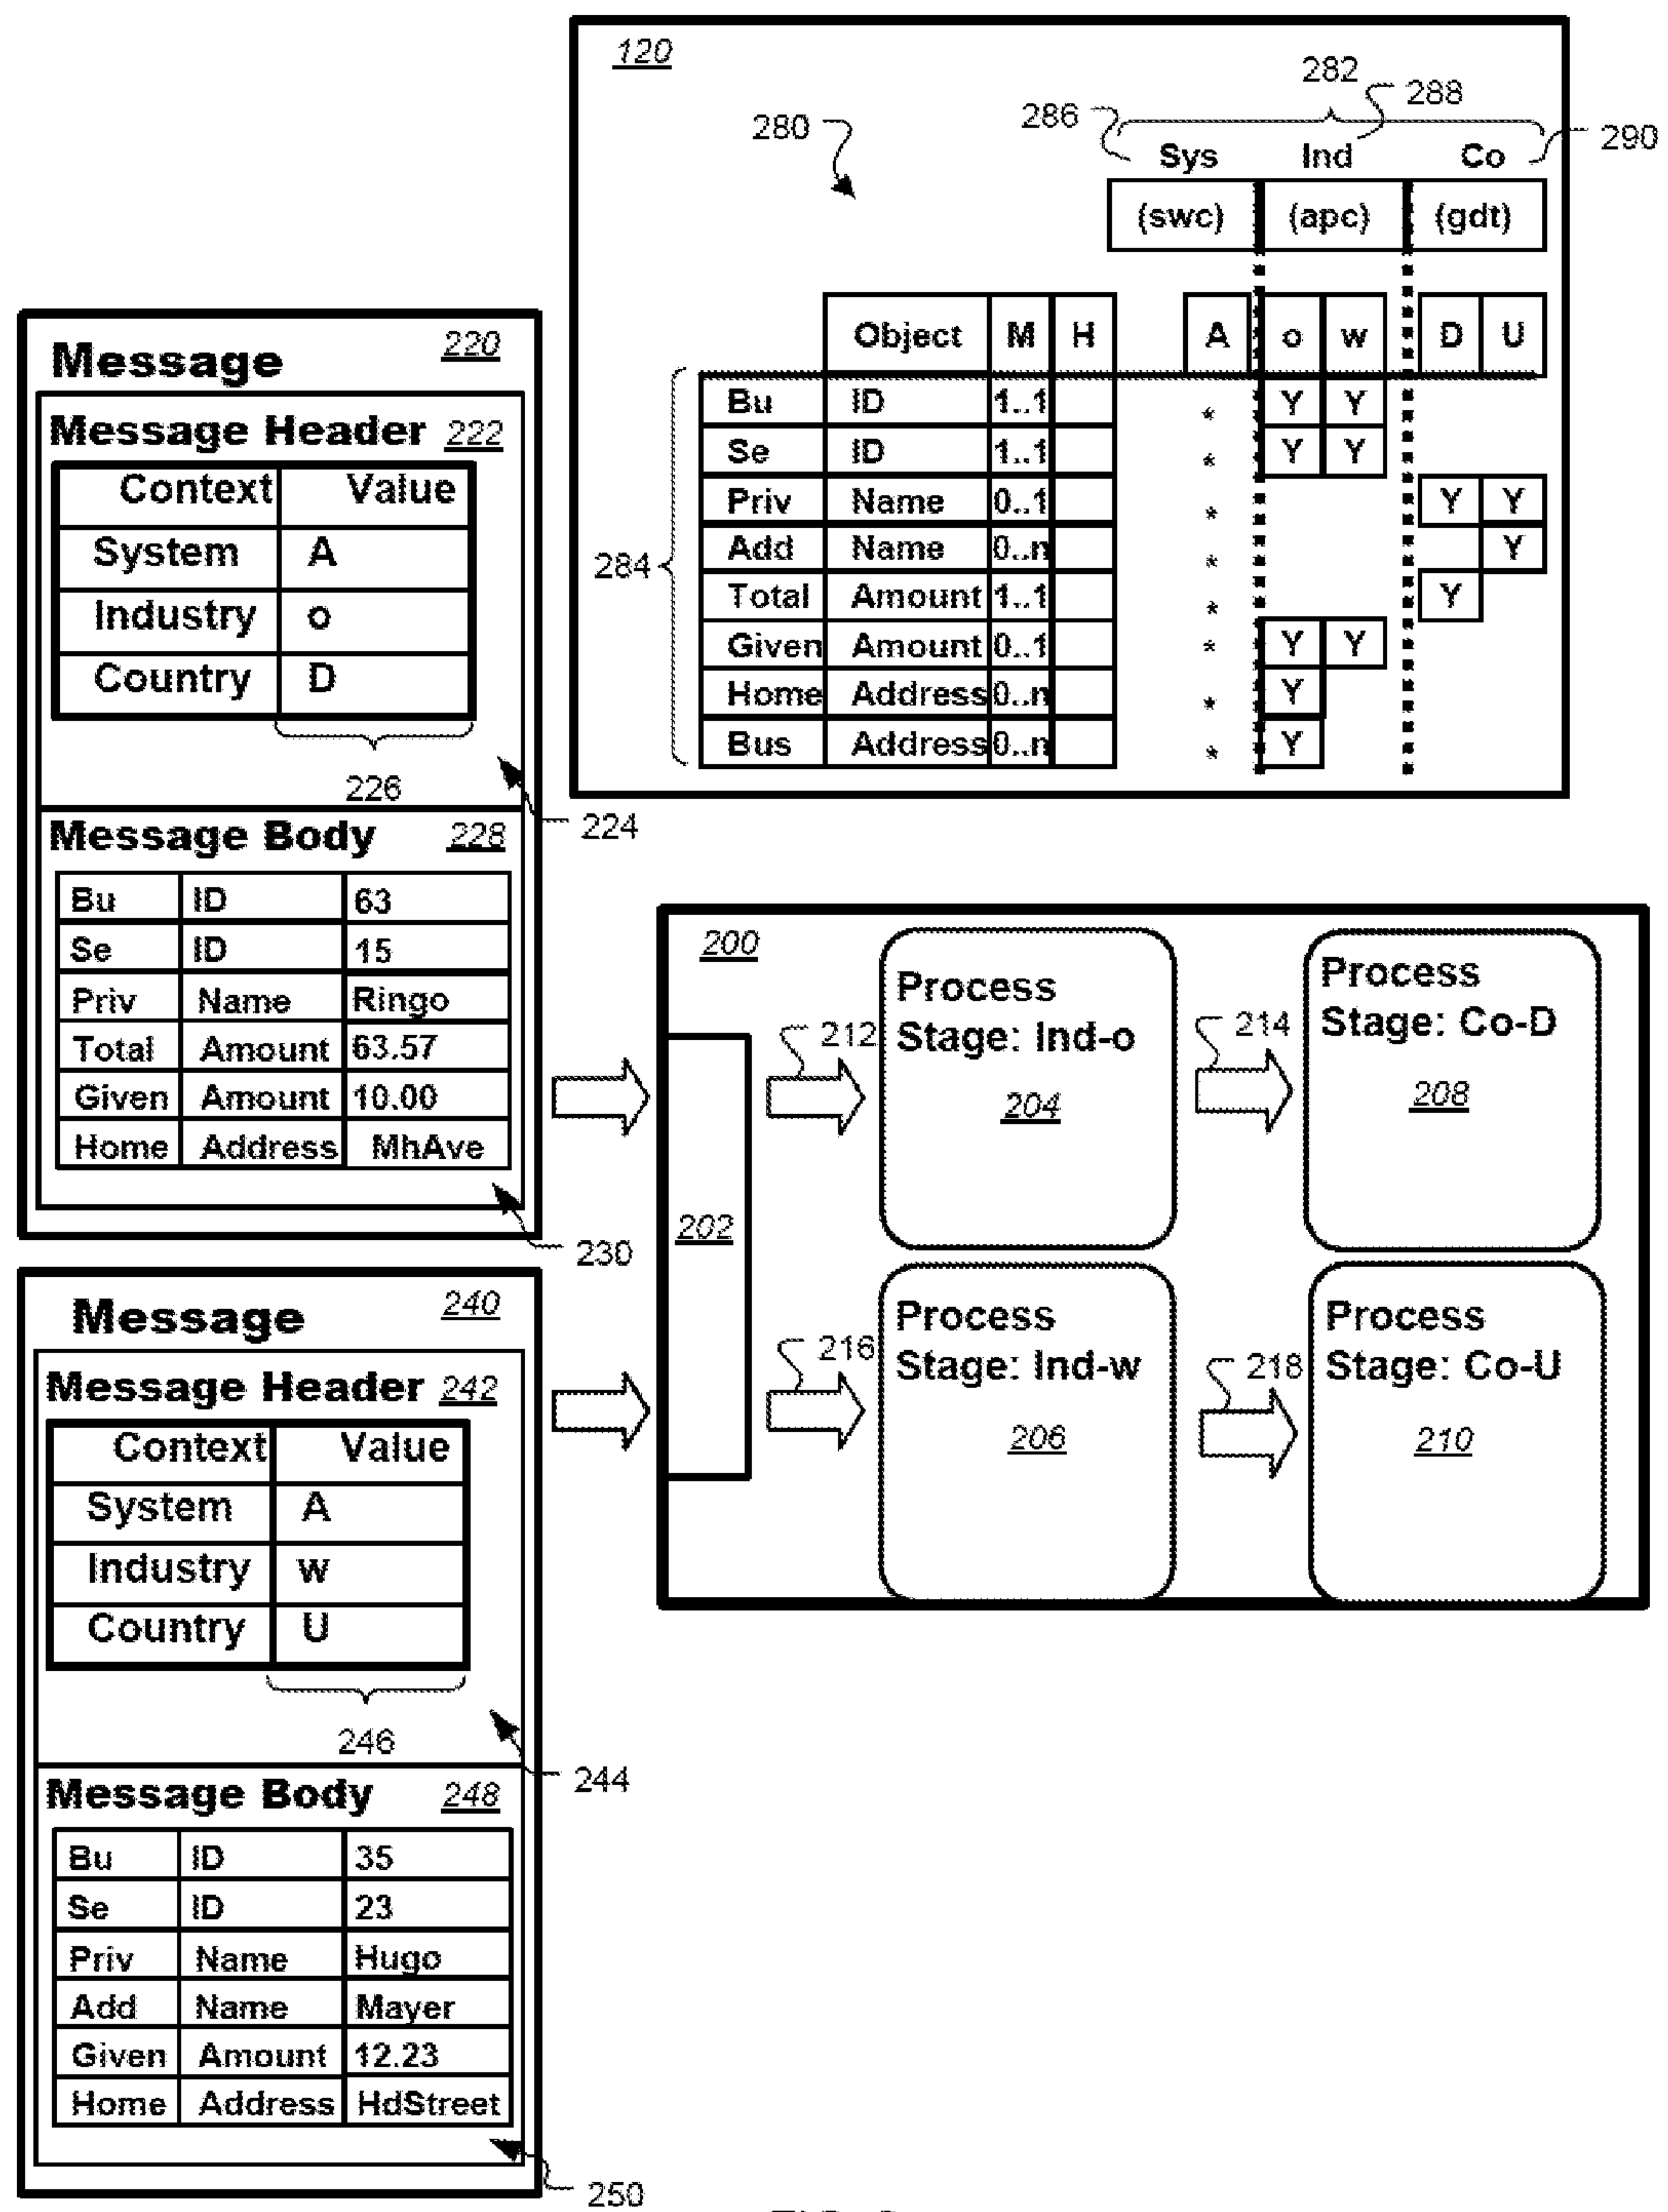 120
282
288
286
280
290
Sys Ind Co
(swc) (apc) (gdt)
Object M H A o w D U
Bu ID 1..1 * Y Y
Se ID 1..1 * Y Y
Priv Name 0..1 * Y Y
Add Name 0..n * Y
284
Total Amount 1..1 * Y
Given Amount 0..1 * Y Y
Home Address 0..n * Y
Bus Address 0..n * Y
Message 220
Message Header 222
Context Value
System A
Industry o
Country D
226
224
Message Body 228
Bu ID 63
Se ID 15
Priv Name Ringo
Total Amount 63.57
Given Amount 10.00
Home Address MhAve
230
200
202
212
Process
Stage: Ind-o
204
214
Process
Stage: Co-D
208
216
Process
Stage: Ind-w
206
218
Process
Stage: Co-U
210
Message 240
Message Header 242
Context Value
System A
Industry w
Country U
246
244
Message Body 248
Bu ID 35
Se ID 23
Priv Name Hugo
Add Name Mayer
Given Amount 12.23
Home Address HdStreet
250